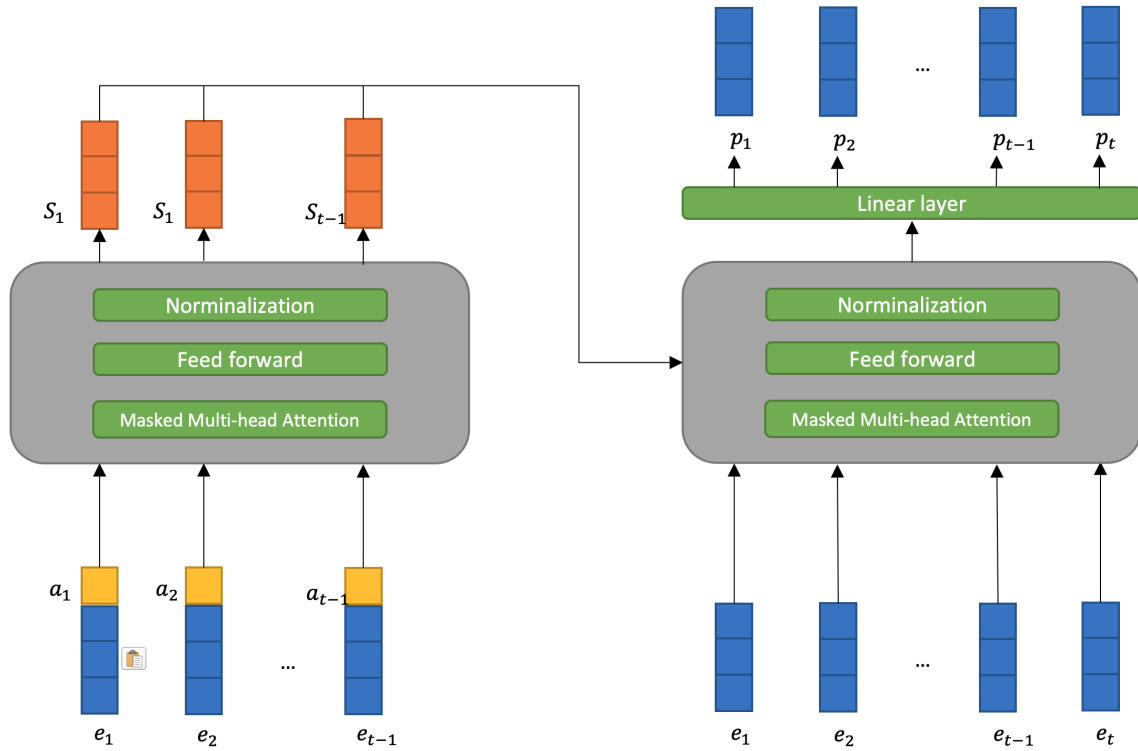 p₁ p₂ ... pₜ₋₁ pₜ
S₁ S₁ Sₜ₋₁
Linear layer
Norminalization
Feed forward
Masked Multi-head Attention
Norminalization
Feed forward
Masked Multi-head Attention
a₁ a₂ aₜ₋₁
...
e₁ e₂ eₜ₋₁
...
e₁ e₂ eₜ₋₁ eₜ